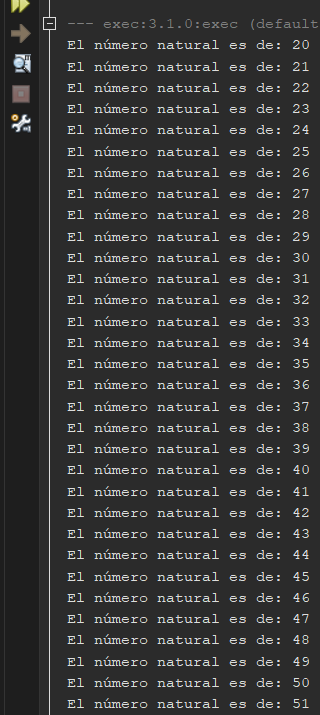 --- exec:3.1.0:exec (default
El número natural es de: 20
El número natural es de: 21
El número natural es de: 22
El número natural es de: 23
El número natural es de: 24
El número natural es de: 25
El número natural es de: 26
El número natural es de: 27
El número natural es de: 28
El número natural es de: 29
El número natural es de: 30
El número natural es de: 31
El número natural es de: 32
El número natural es de: 33
El número natural es de: 34
El número natural es de: 35
El número natural es de: 36
El número natural es de: 37
El número natural es de: 38
El número natural es de: 39
El número natural es de: 40
El número natural es de: 41
El número natural es de: 42
El número natural es de: 43
El número natural es de: 44
El número natural es de: 45
El número natural es de: 46
El número natural es de: 47
El número natural es de: 48
El número natural es de: 49
El número natural es de: 50
El número natural es de: 51